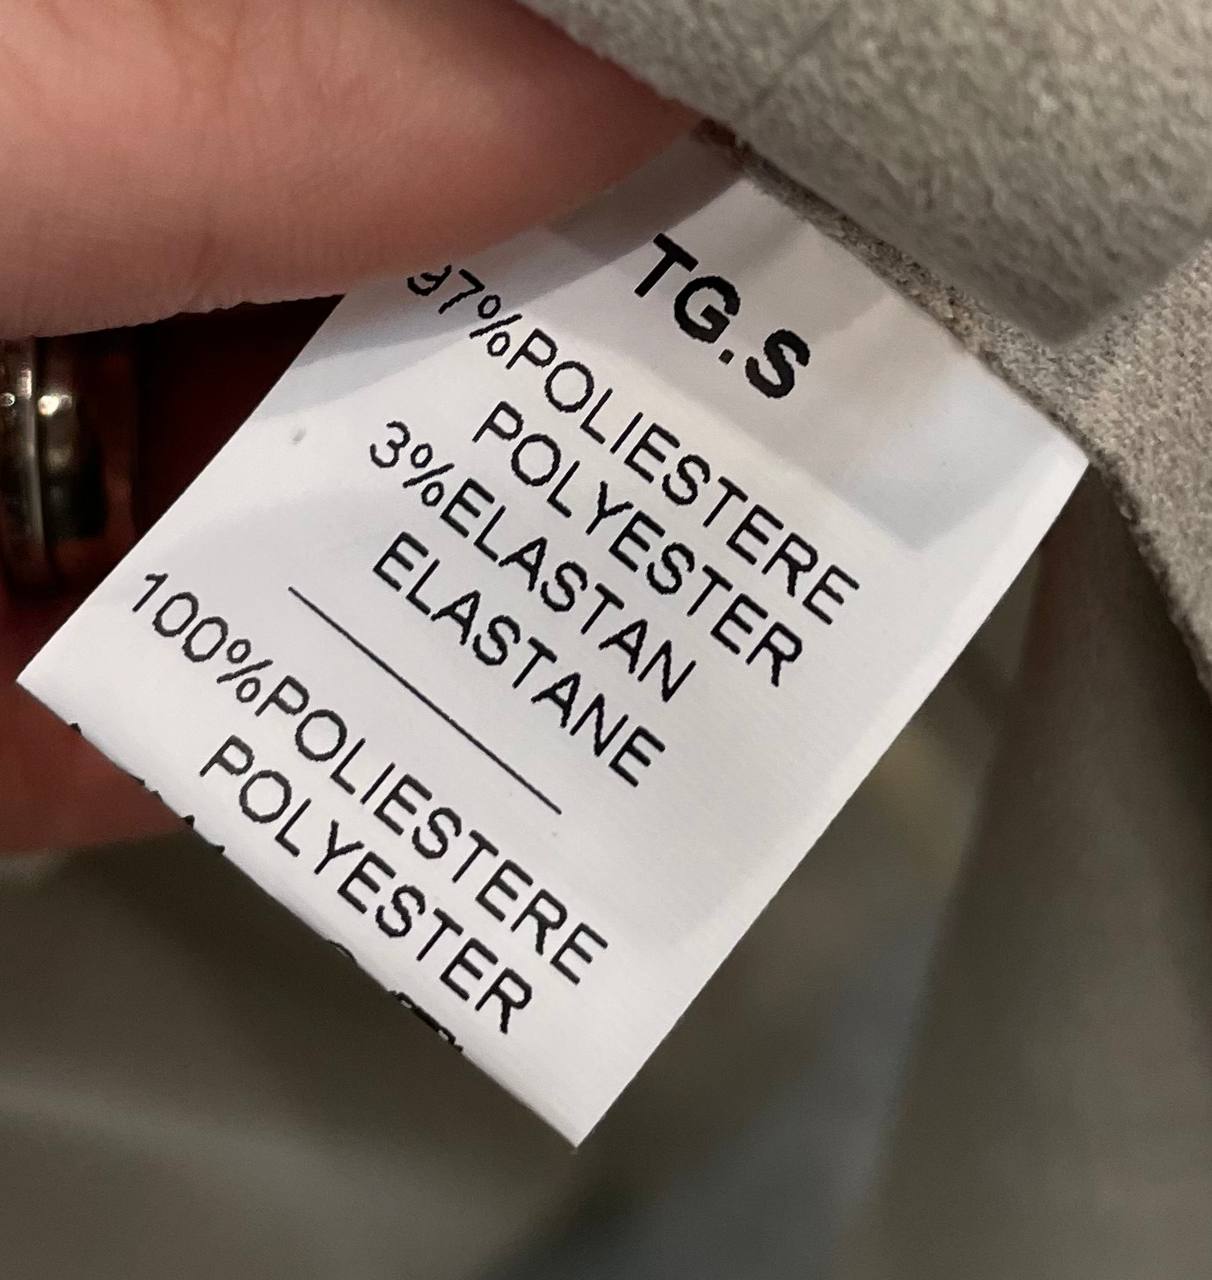 TG.S
97%POLIESTERE
POLYESTER
3%ELASTAN
ELASTANE
100%POLIESTERE
POLYESTER